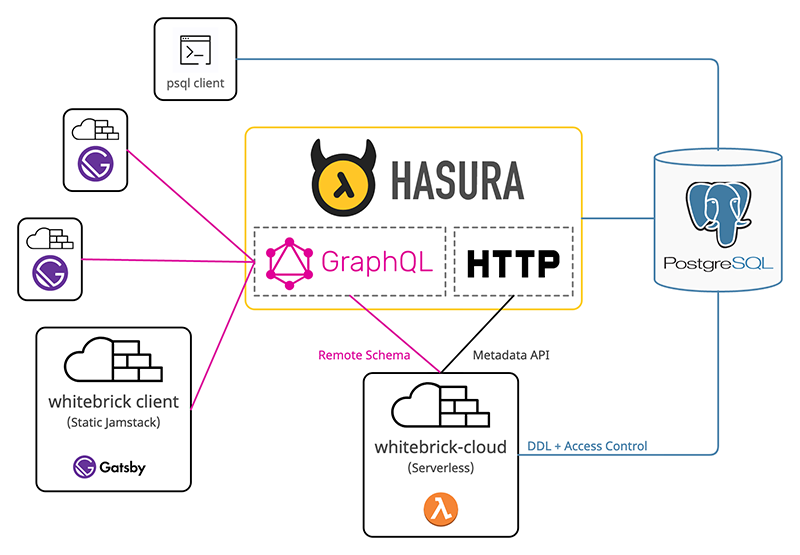 >_
psql client
G
G
HASURA
GraphQL
HTTP
PostgreSQL
Remote Schema
Metadata API
whitebrick client
(Static Jamstack)
Gatsby
whitebrick-cloud
(Serverless)
DDL + Access Control